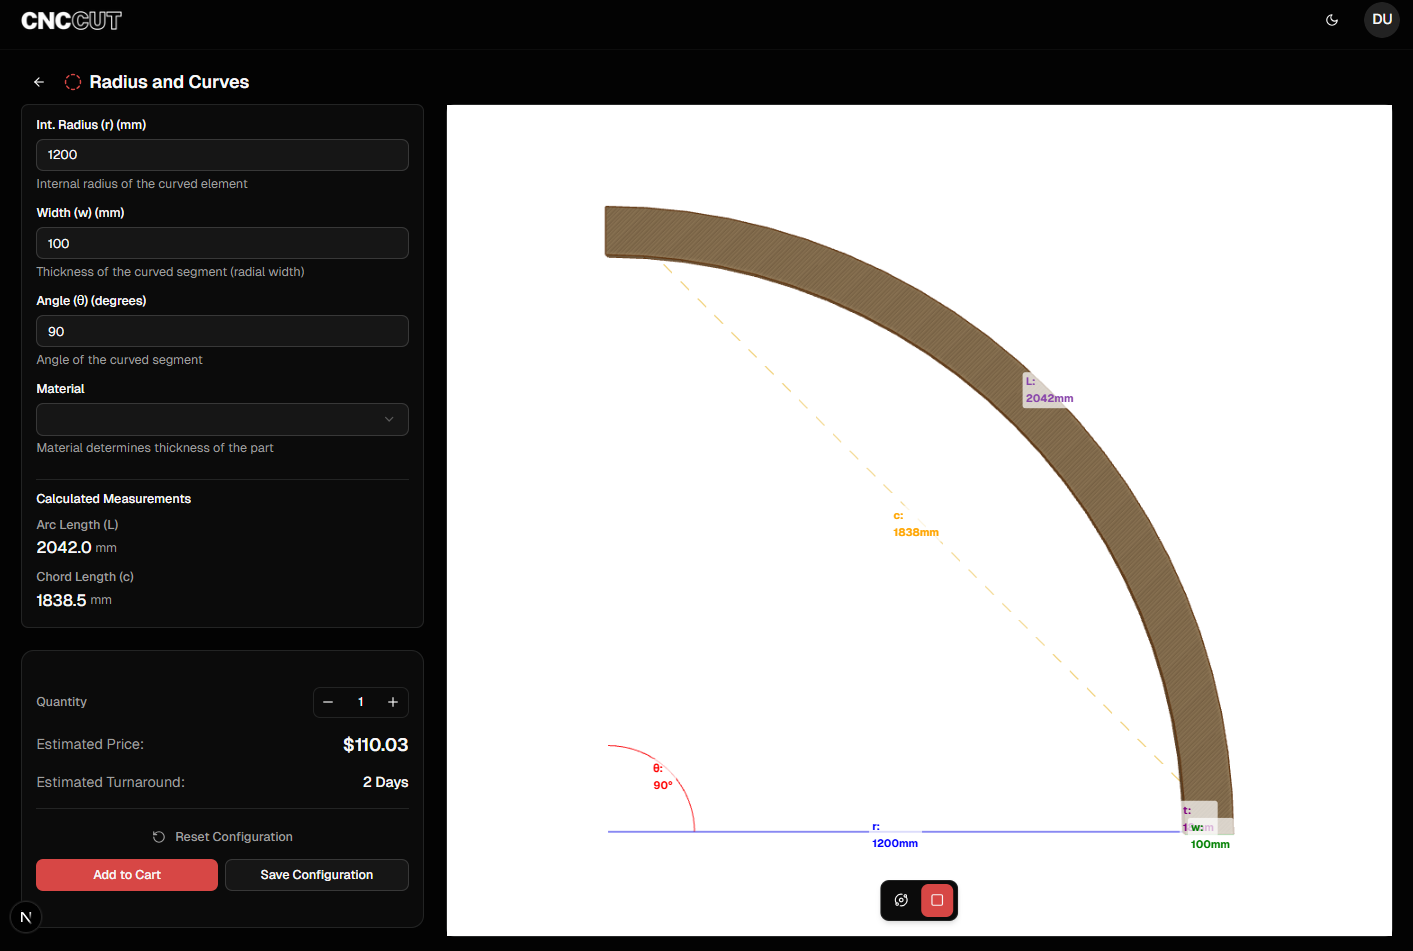 CNCCUT
DU
Radius and Curves
Int. Radius (r) (mm)
1200
Internal radius of the curved element
Width (w) (mm)
100
Thickness of the curved segment (radial width)
Angle (θ) (degrees)
90
Angle of the curved segment
Material
Material determines thickness of the part
Calculated Measurements
Arc Length (L)
2042.0 mm
Chord Length (c)
1838.5 mm
Quantity
1
Estimated Price:
$110.03
Estimated Turnaround:
2 Days
Reset Configuration
Add to Cart
Save Configuration
N
L:
2042mm
c:
1838mm
θ:
90°
r:
1200mm
t:
w:
100mm